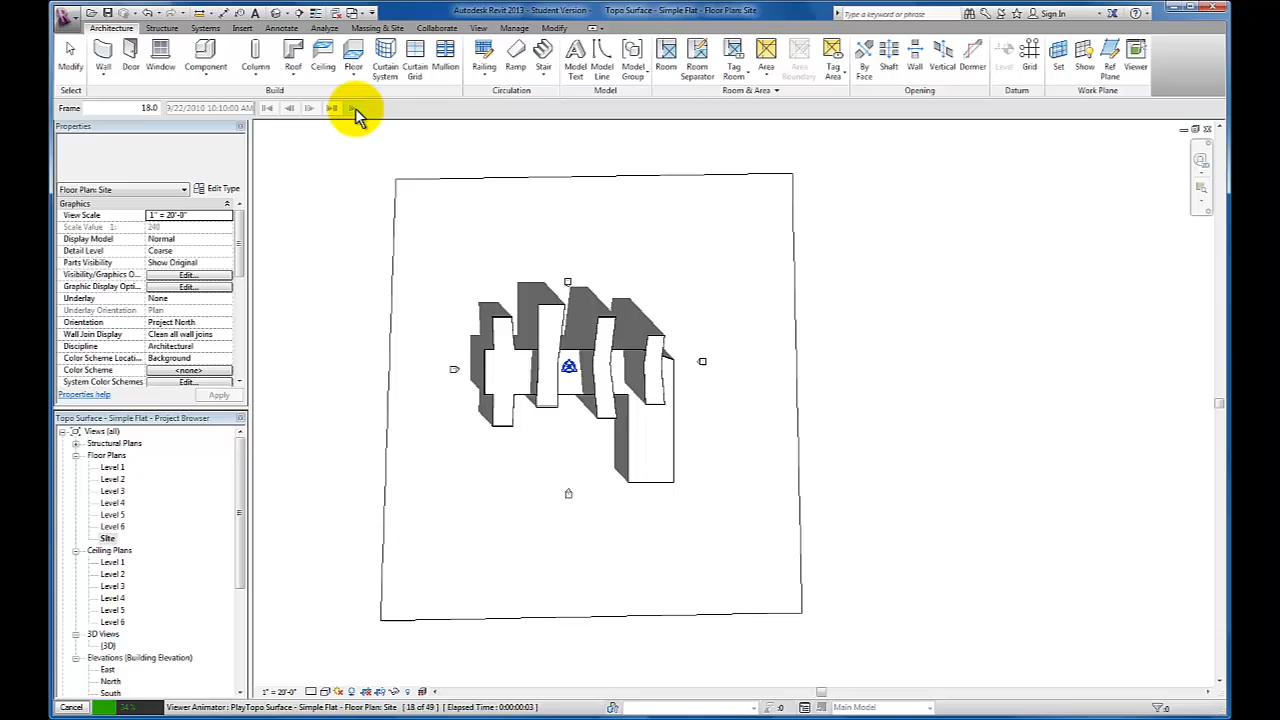 Autodesk Revit 2013 - Student Version - Topo Surface - Simple Flat - Floor Plan: Site
Type a keyword or phrase
Sign In
Architecture Structure Systems Insert Annotate Analyze Massing & Site Collaborate View Manage Modify
Modify Wall Door Window Component Column Roof Ceiling Floor Curtain System Curtain Grid Mullion Railing Ramp Stair Model Text Model Line Model Group Room Room Separator Tag Room Area Area Boundary Tag Area By Face Shaft Wall Vertical Dormer Level Grid Set Show Ref Plane Viewer
Select Build Circulation Model Room & Area Opening Datum Work Plane
Frame 18.0 9/22/2010 10:10:00 AM
Properties
Floor Plan: Site Edit Type
Graphics
View Scale 1" = 20'-0"
Scale Value 1: 240
Display Model Normal
Detail Level Coarse
Parts Visibility Show Original
Visibility/Graphics O... Edit...
Graphic Display Opti... Edit...
Underlay None
Underlay Orientation Plan
Orientation Project North
Wall Join Display Clean all wall joins
Discipline Architectural
Color Scheme Locati... Background
Color Scheme <none>
System Color Schemes Edit...
Properties help Apply
Topo Surface - Simple Flat - Project Browser
Views (all)
Structural Plans
Floor Plans
Level 1
Level 2
Level 3
Level 4
Level 5
Level 6
Site
Ceiling Plans
Level 1
Level 2
Level 3
Level 4
Level 5
Level 6
3D Views
{3D}
Elevations (Building Elevation)
East
North
South
1" = 20'-0"
Cancel 34 % Viewer Animator : PlayTopo Surface - Simple Flat - Floor Plan: Site [ 18 of 49 ] [ Elapsed Time : 0:00:00:03 ]
:0 Main Model :0